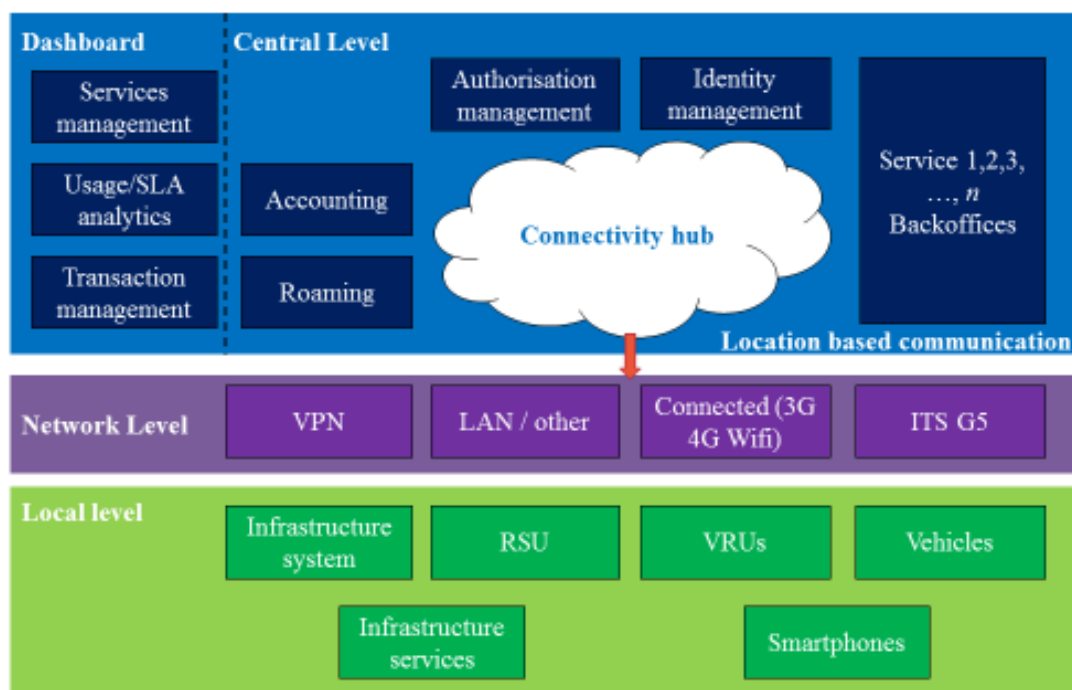 Dashboard
Services
management
Usage/SLA
analytics
Transaction
management
Central Level
Authorisation
management
Identity
management
Accounting
Roaming
Connectivity hub
Service 1,2,3,
…, n
Backoffices
Location based communication
Network Level
VPN
LAN / other
Connected (3G
4G Wifi)
ITS G5
Local level
Infrastructure
system
RSU
VRUs
Vehicles
Infrastructure
services
Smartphones